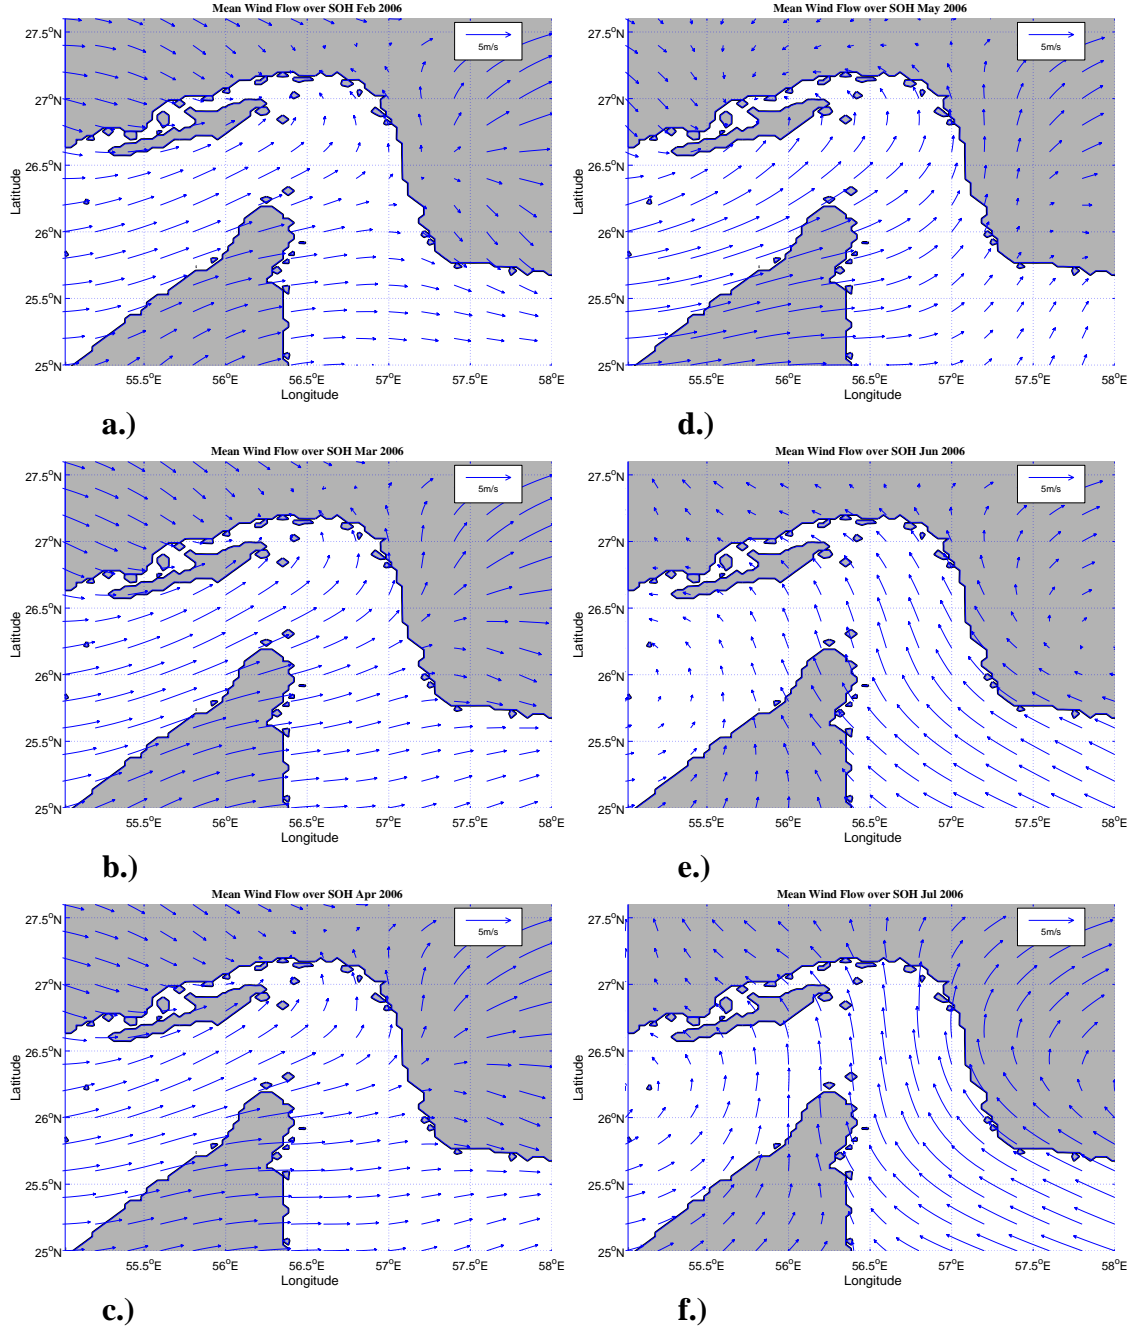 Mean Wind Flow over SOH Feb 2006
5m/s
27.5°N
27°N
26.5°N
26°N
25.5°N
25°N
Latitude
55.5°E 56°E 56.5°E 57°E 57.5°E 58°E
Longitude
a.)
Mean Wind Flow over SOH May 2006
5m/s
27.5°N
27°N
26.5°N
26°N
25.5°N
25°N
Latitude
55.5°E 56°E 56.5°E 57°E 57.5°E 58°E
Longitude
d.)
Mean Wind Flow over SOH Mar 2006
5m/s
27.5°N
27°N
26.5°N
26°N
25.5°N
25°N
Latitude
55.5°E 56°E 56.5°E 57°E 57.5°E 58°E
Longitude
b.)
Mean Wind Flow over SOH Jun 2006
5m/s
27.5°N
27°N
26.5°N
26°N
25.5°N
25°N
Latitude
55.5°E 56°E 56.5°E 57°E 57.5°E 58°E
Longitude
e.)
Mean Wind Flow over SOH Apr 2006
5m/s
27.5°N
27°N
26.5°N
26°N
25.5°N
25°N
Latitude
55.5°E 56°E 56.5°E 57°E 57.5°E 58°E
Longitude
c.)
Mean Wind Flow over SOH Jul 2006
5m/s
27.5°N
27°N
26.5°N
26°N
25.5°N
25°N
Latitude
55.5°E 56°E 56.5°E 57°E 57.5°E 58°E
Longitude
f.)